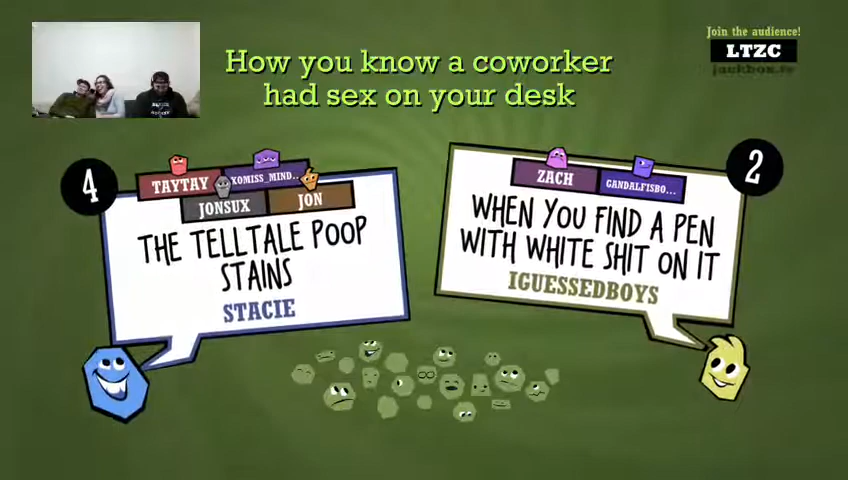 Join the audience!
LTZC
jackbox.tv
How you know a coworker
had sex on your desk
4
TAYTAY
XOMISS_MIND..
JONSUX
JON
THE TELLTALE POOP
STAINS
STACIE
2
ZACH
GANDALFISBO...
WHEN YOU FIND A PEN
WITH WHITE SHIT ON IT
IGUESSEDBOYS